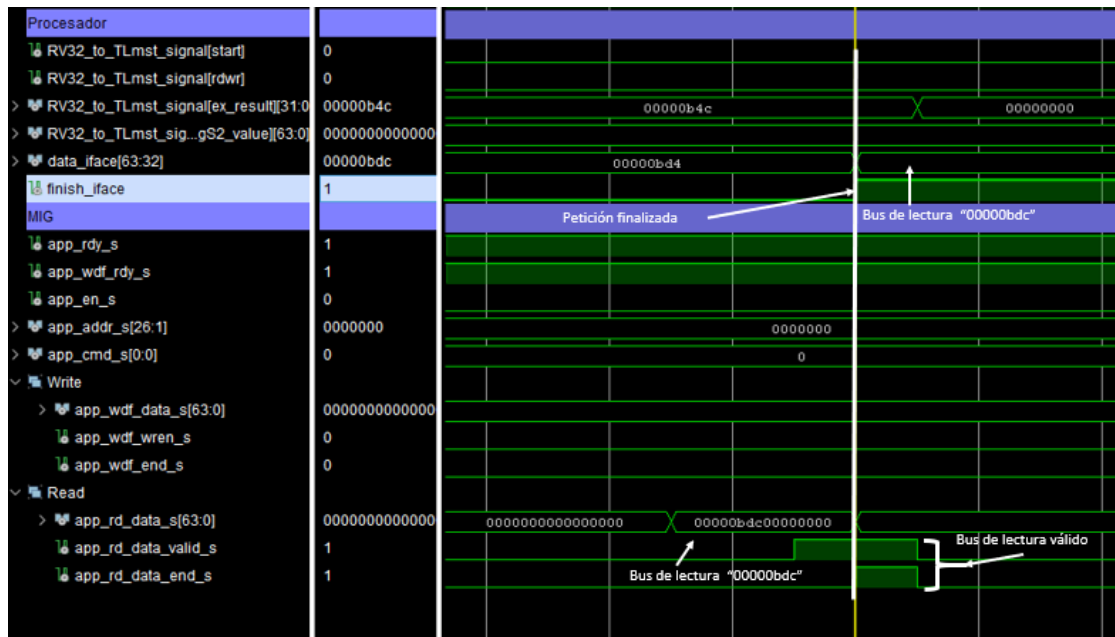 Procesador
RV32_to_TLmst_signal[start] 0
RV32_to_TLmst_signal[rdwr] 0
RV32_to_TLmst_signal[ex_result][31:0 00000b4c 00000b4c 00000000
RV32_to_TLmst_sig...gS2_value][63:0] 0000000000000
data_iface[63:32] 00000bdc 00000bd4
finish_iface 1
Petición finalizada Bus de lectura “00000bdc”
MIG
app_rdy_s 1
app_wdf_rdy_s 1
app_en_s 0
app_addr_s[26:1] 0000000 0000000
app_cmd_s[0:0] 0 0
Write
app_wdf_data_s[63:0] 0000000000000
app_wdf_wren_s 0
app_wdf_end_s 0
Read
app_rd_data_s[63:0] 0000000000000 0000000000000000 00000bdc00000000
app_rd_data_valid_s 1 Bus de lectura válido
app_rd_data_end_s 1 Bus de lectura “00000bdc”